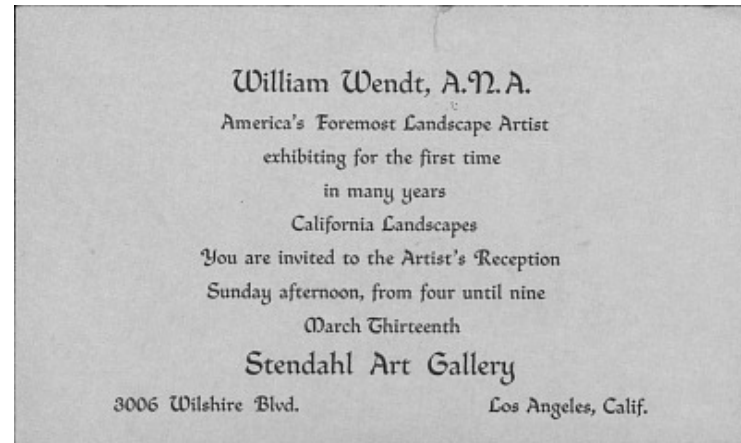 William Wendt, A.N.A.
America's Foremost Landscape Artist
exhibiting for the first time
in many years
California Landscapes
You are invited to the Artist's Reception
Sunday afternoon, from four until nine
March Thirteenth
Stendahl Art Gallery
3006 Wilshire Blvd. Los Angeles, Calif.